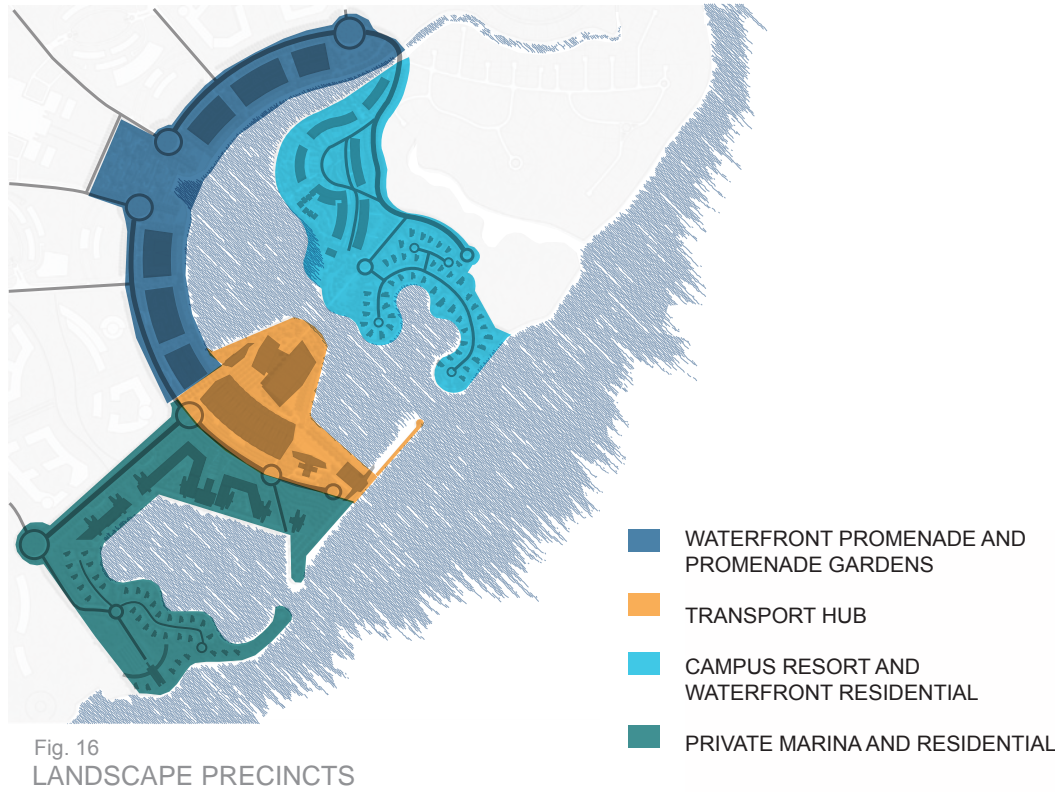 WATERFRONT PROMENADE AND
PROMENADE GARDENS
TRANSPORT HUB
CAMPUS RESORT AND
WATERFRONT RESIDENTIAL
PRIVATE MARINA AND RESIDENTIAL
Fig. 16
LANDSCAPE PRECINCTS